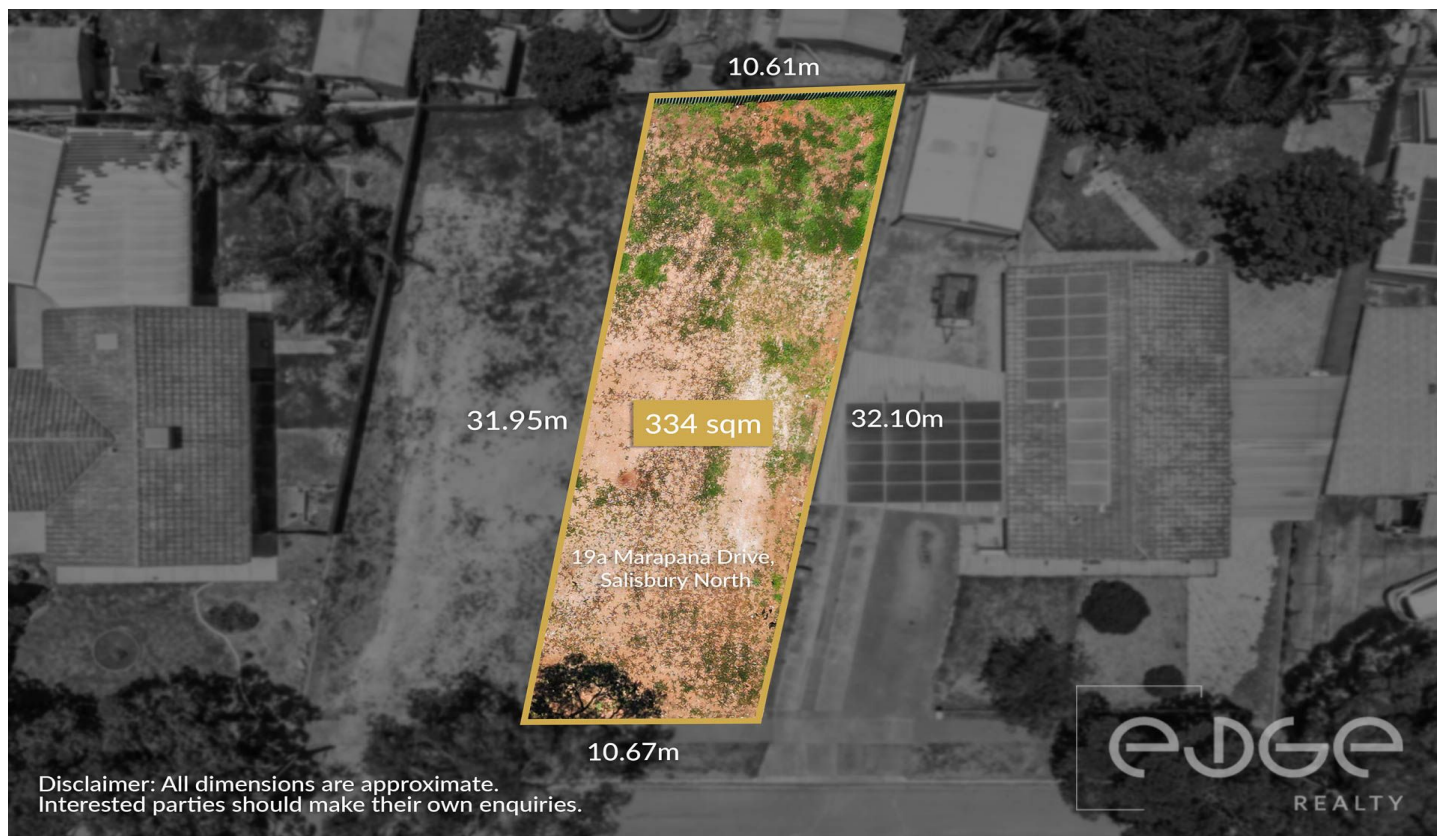 10.61m
31.95m
334 sqm
32.10m
19a Marapana Drive,
Salisbury North
10.67m
Disclaimer: All dimensions are approximate.
Interested parties should make their own enquiries.
eDGe
REALTY